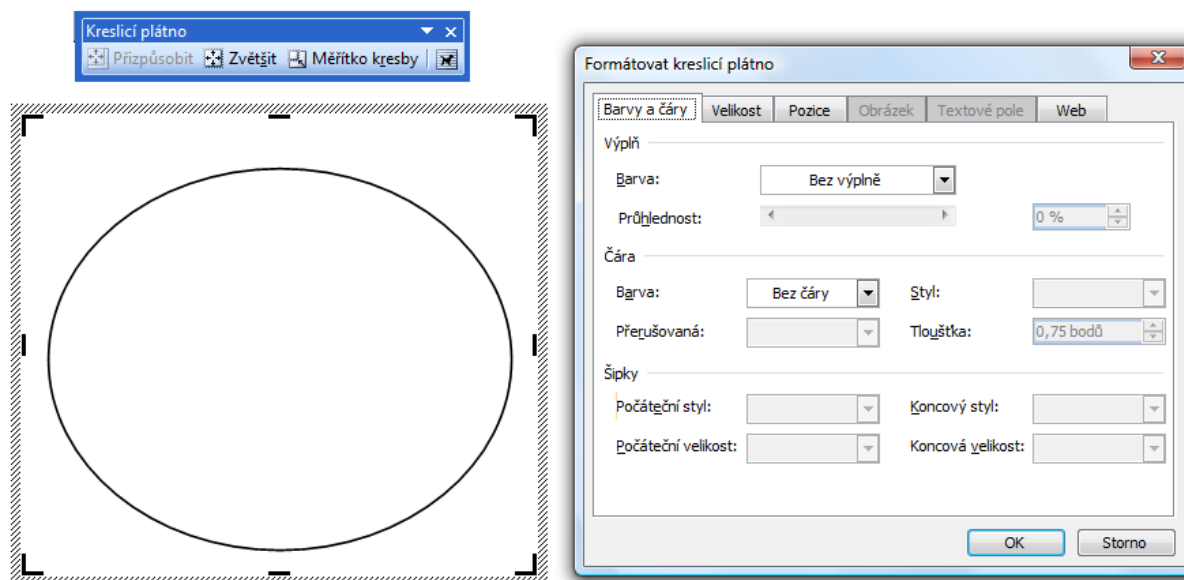 Kreslicí plátno
Přizpůsobit Zvětšit Měřítko kresby
Formátovat kreslicí plátno
Barvy a čáry Velikost Pozice Obrázek Textové pole Web
Výplň
Barva: Bez výplně
Průhlednost: 0 %
Čára
Barva: Bez čáry Styl:
Přerušovaná: Tloušťka: 0,75 bodů
Šipky
Počáteční styl: Koncový styl:
Počáteční velikost: Koncová velikost:
OK Storno